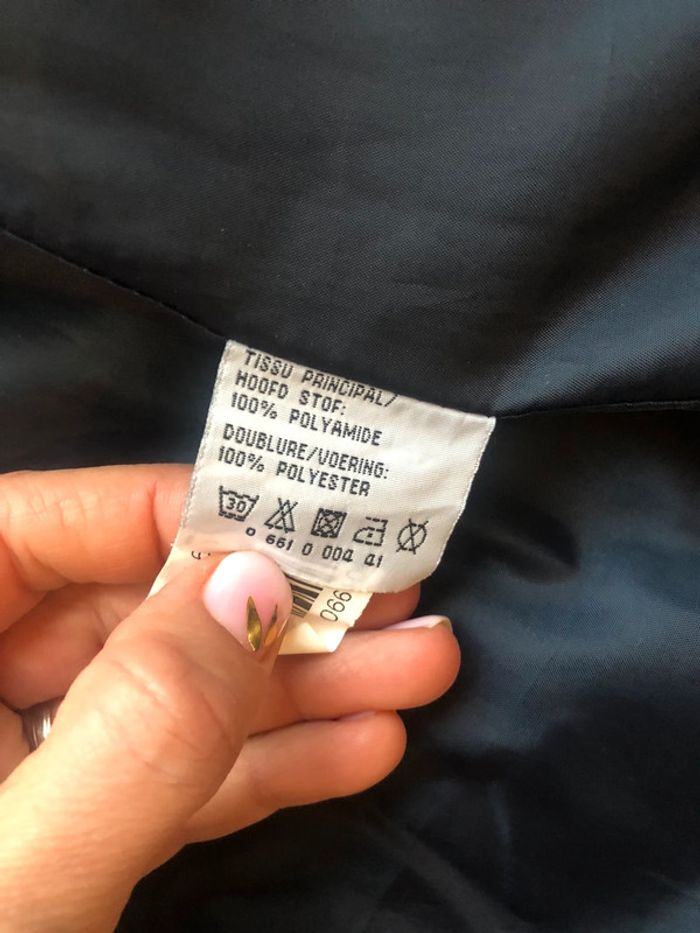 TISSU PRINCIPAL/
HOOFD STOF:
100% POLYAMIDE
DOUBLURE/VOERING:
100% POLYESTER
30
0 661 0 004 41
066